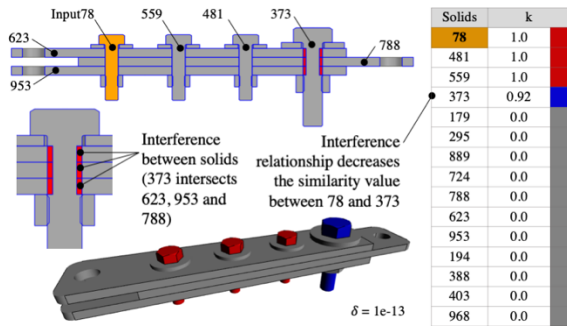 Input78
559
481
373
623
953
788
Interference
between solids
(373 intersects
623, 953 and
788)
Interference
relationship decreases
the similarity value
between 78 and 373
δ = 1e-13
Solids k
78 1.0
481 1.0
559 1.0
373 0.92
179 0.0
295 0.0
889 0.0
724 0.0
788 0.0
623 0.0
953 0.0
194 0.0
388 0.0
403 0.0
968 0.0